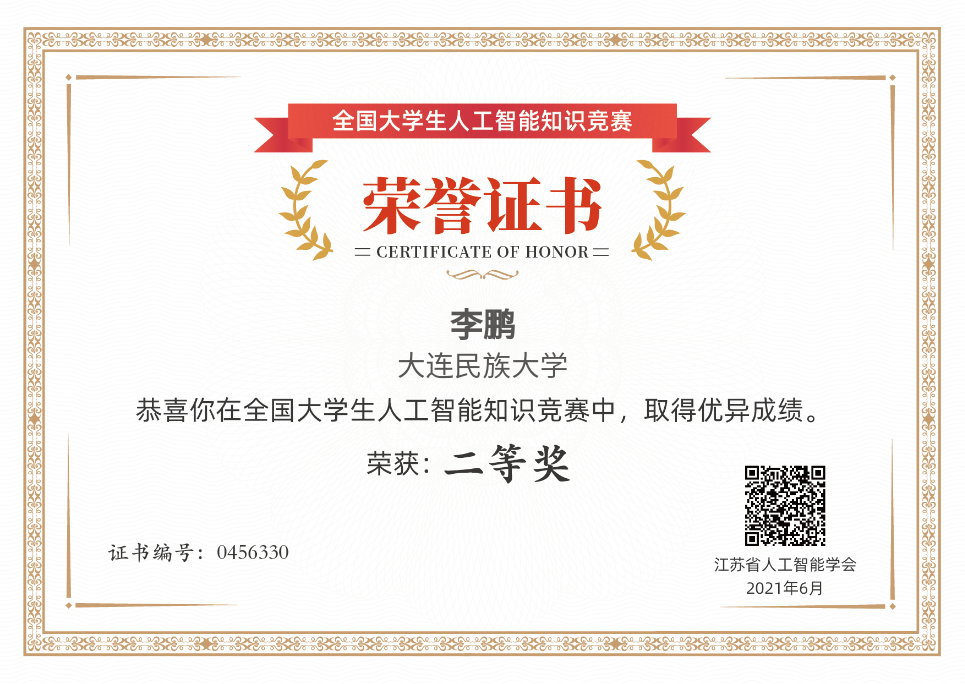 全国大学生人工智能知识竞赛
荣誉证书
CERTIFICATE OF HONOR
李鹏
大连民族大学
恭喜你在全国大学生人工智能知识竞赛中，取得优异成绩。
荣获：二等奖
证书编号：0456330
江苏省人工智能学会
2021年6月